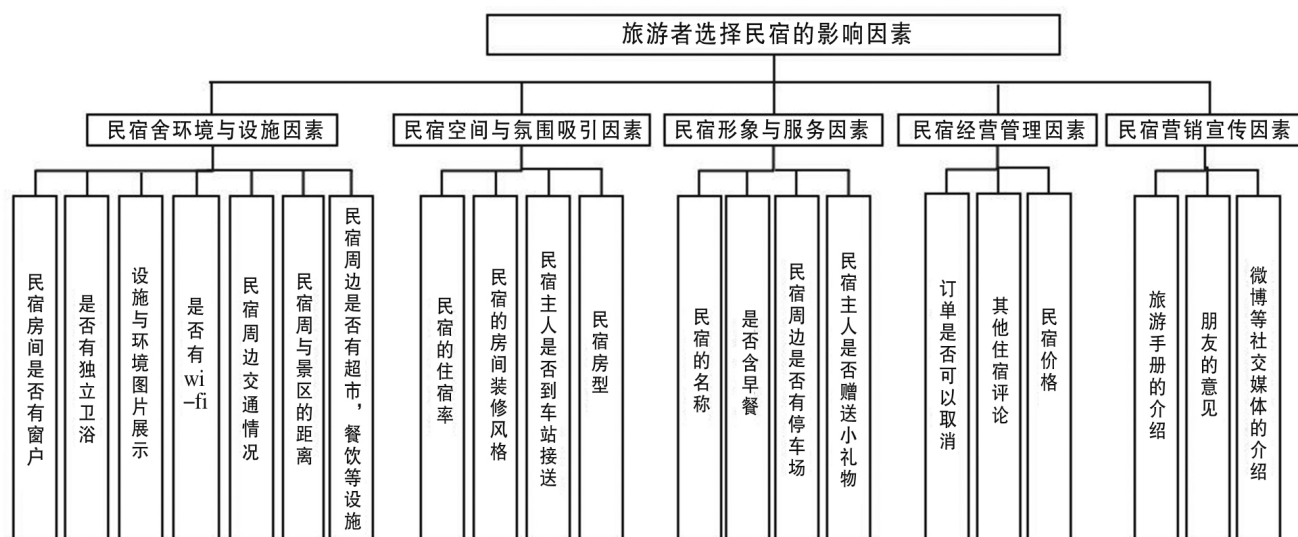 旅游者选择民宿的影响因素
民宿舍环境与设施因素
民宿空间与氛围吸引因素
民宿形象与服务因素
民宿经营管理因素
民宿营销宣传因素
民宿房间是否有窗户
是否有独立卫浴
设施与环境图片展示
是否有wi-fi
民宿周边交通情况
民宿周与景区的距离
民宿周边是否有超市，餐饮等设施
民宿的住宿率
民宿的房间装修风格
民宿主人是否到车站接送
民宿房型
民宿的名称
是否含早餐
民宿周边是否有停车场
民宿主人是否赠送小礼物
订单是否可以取消
其他住宿评论
民宿价格
旅游手册的介绍
朋友的意见
微博等社交媒体的介绍